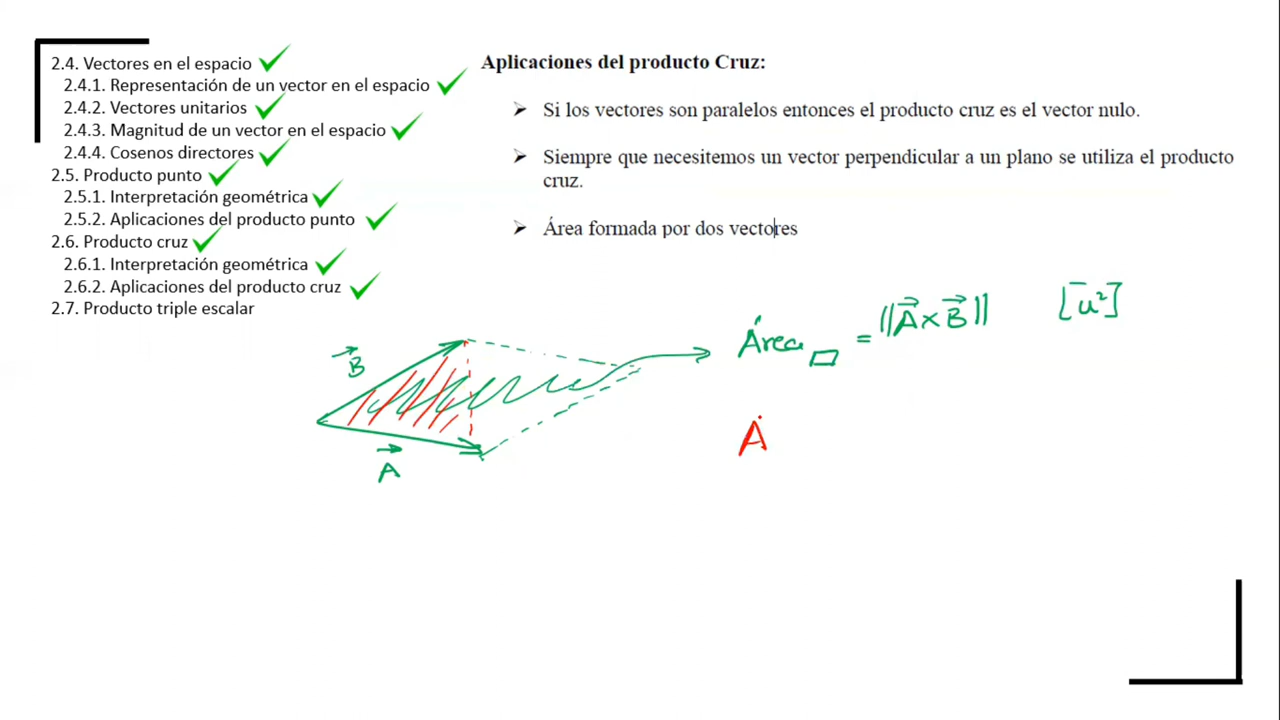 2.4. Vectores en el espacio
2.4.1. Representación de un vector en el espacio
2.4.2. Vectores unitarios
2.4.3. Magnitud de un vector en el espacio
2.4.4. Cosenos directores
2.5. Producto punto
2.5.1. Interpretación geométrica
2.5.2. Aplicaciones del producto punto
2.6. Producto cruz
2.6.1. Interpretación geométrica
2.6.2. Aplicaciones del producto cruz
2.7. Producto triple escalar
Aplicaciones del producto Cruz:
➢ Si los vectores son paralelos entonces el producto cruz es el vector nulo.
➢ Siempre que necesitemos un vector perpendicular a un plano se utiliza el producto
cruz.
➢ Área formada por dos vectores
B⃗
A⃗
Área▱ = ||A⃗×B⃗|| [u²]
Á